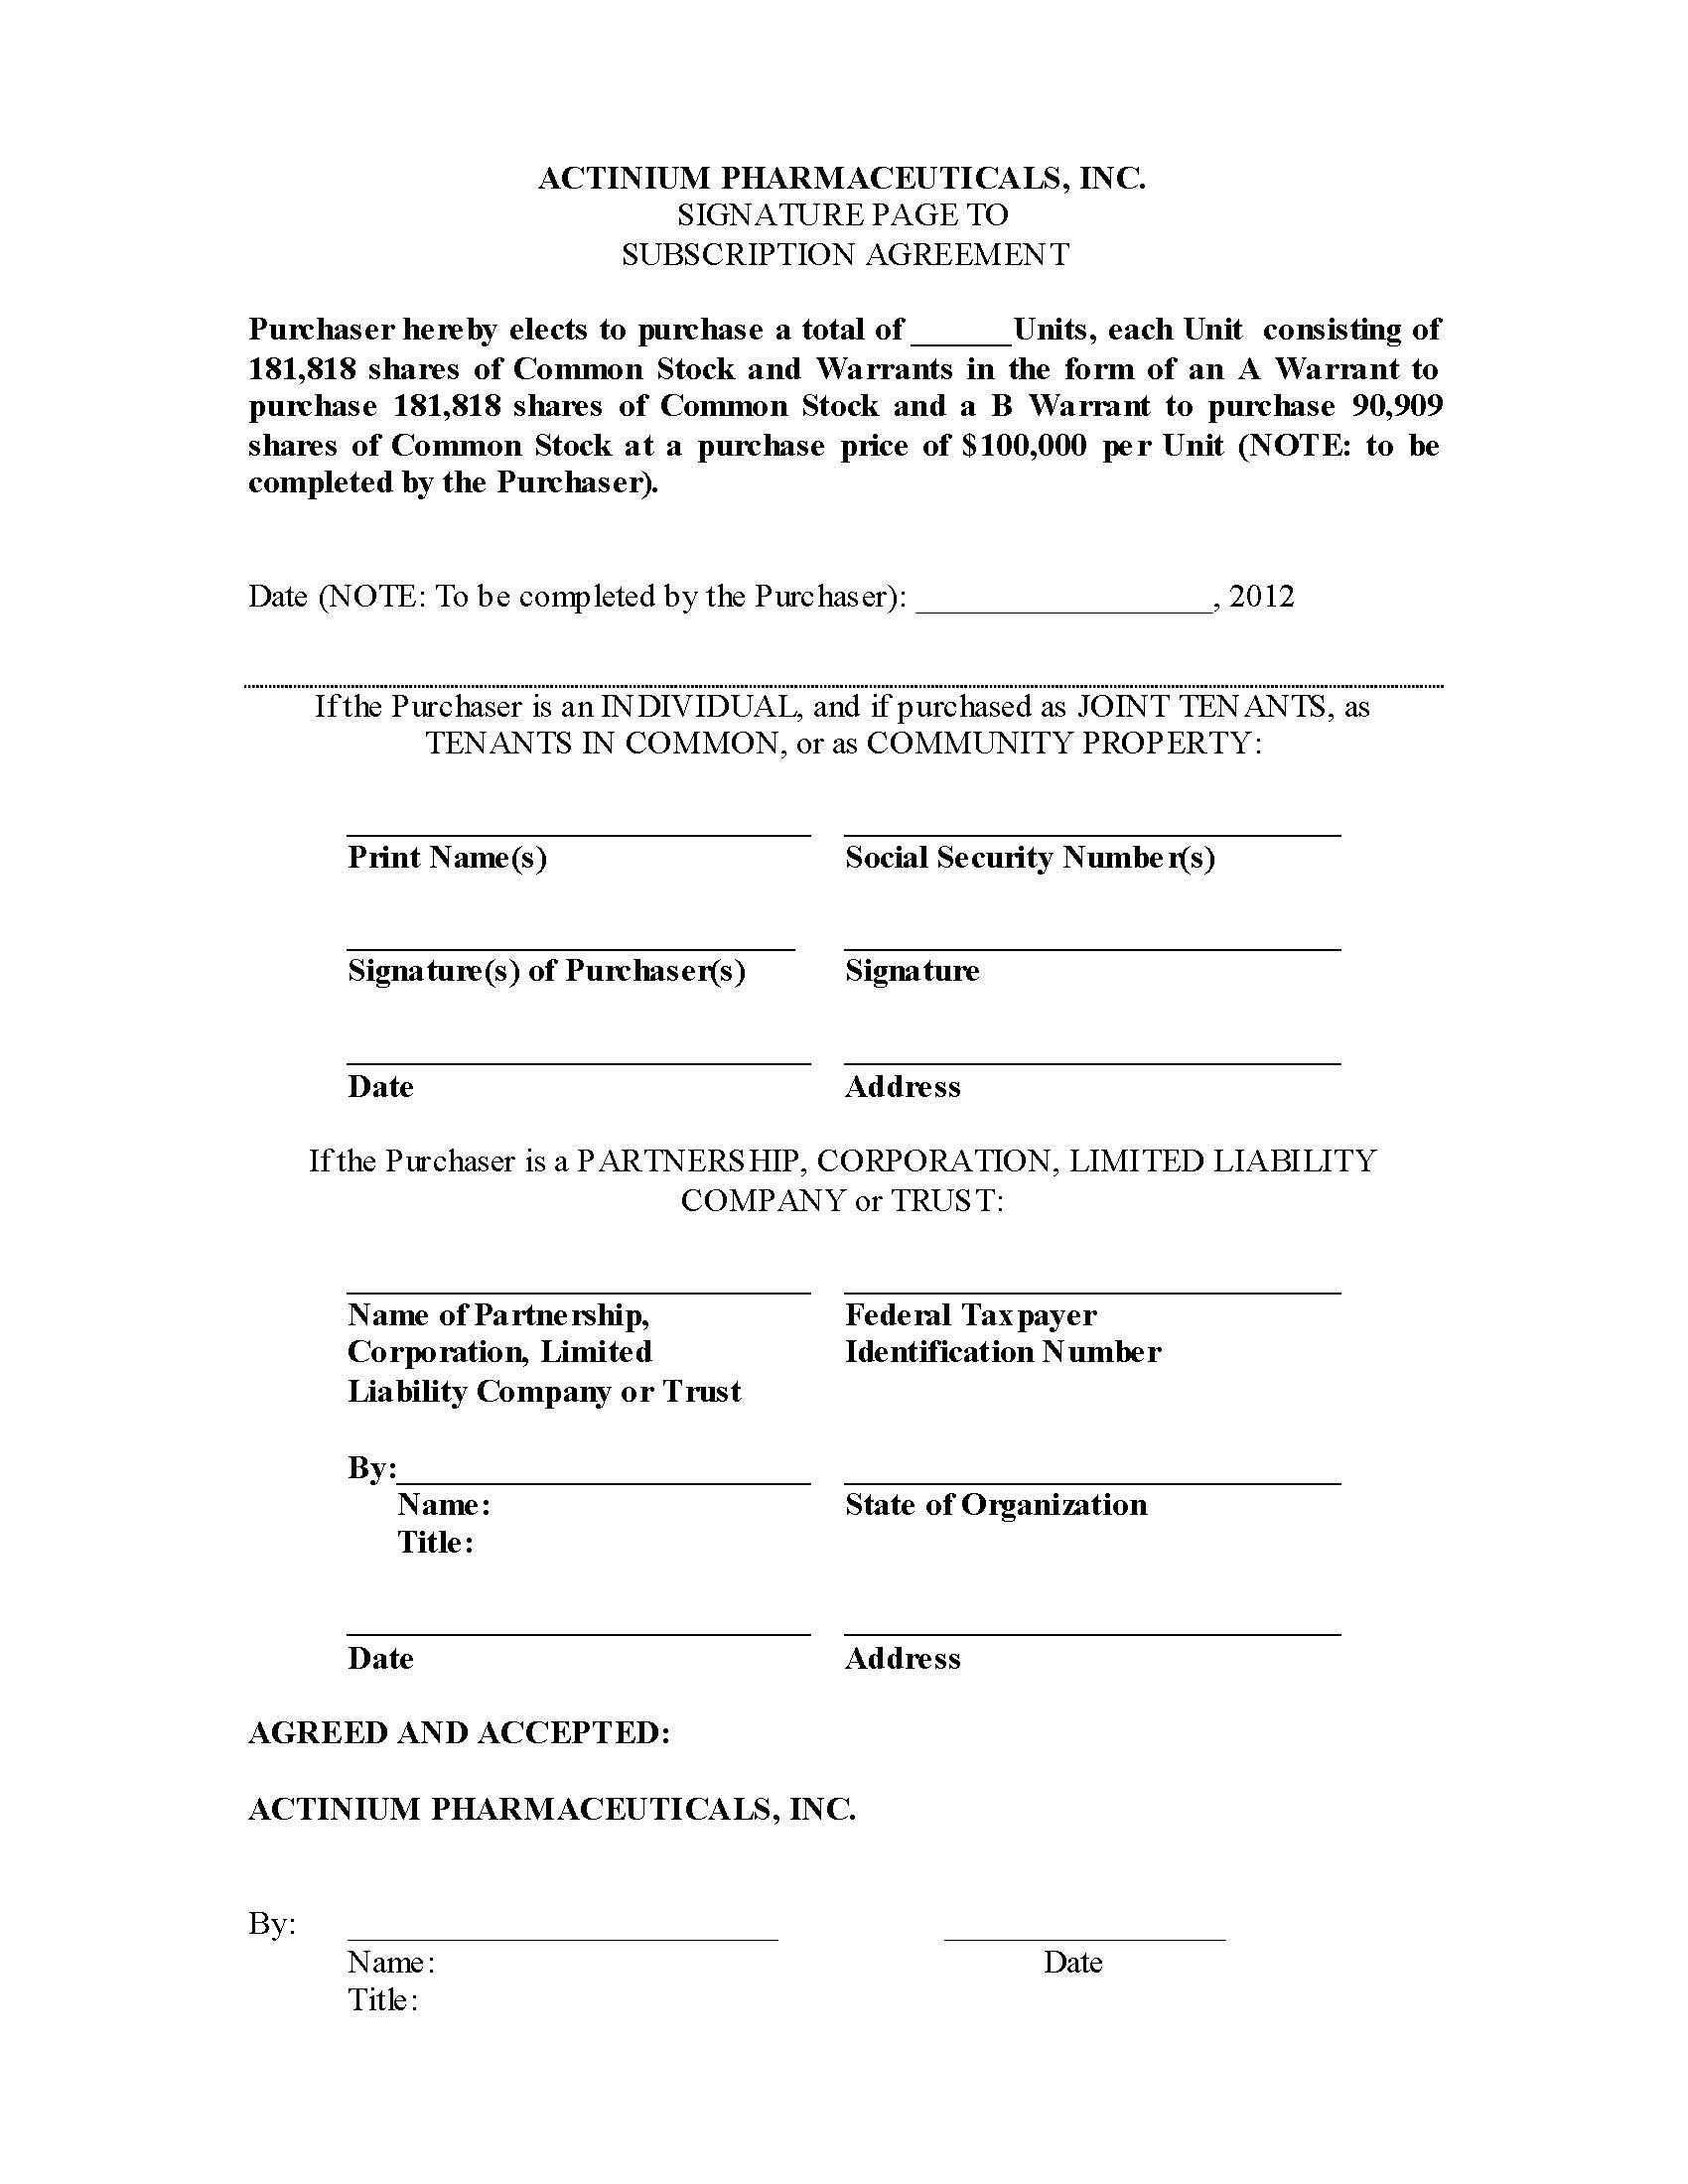 ACTINIUM PHARMACEUTICALS, INC.
SIGNATURE PAGE TO
SUBSCRIPTION AGREEMENT
Purchaser hereby elects to purchase a total of ______Units, each Unit consisting of
181,818 shares of Common Stock and Warrants in the form of an A Warrant to
purchase 181,818 shares of Common Stock and a B Warrant to purchase 90,909
shares of Common Stock at a purchase price of $100,000 per Unit (NOTE: to be
completed by the Purchaser).
Date (NOTE: To be completed by the Purchaser): __________________, 2012
If the Purchaser is an INDIVIDUAL, and if purchased as JOINT TENANTS, as
TENANTS IN COMMON, or as COMMUNITY PROPERTY:
Print Name(s) Social Security Number(s)
Signature(s) of Purchaser(s) Signature
Date Address
If the Purchaser is a PARTNERSHIP, CORPORATION, LIMITED LIABILITY
COMPANY or TRUST:
Name of Partnership, Federal Taxpayer
Corporation, Limited Identification Number
Liability Company or Trust
By:
Name: State of Organization
Title:
Date Address
AGREED AND ACCEPTED:
ACTINIUM PHARMACEUTICALS, INC.
By:
Name: Date
Title: